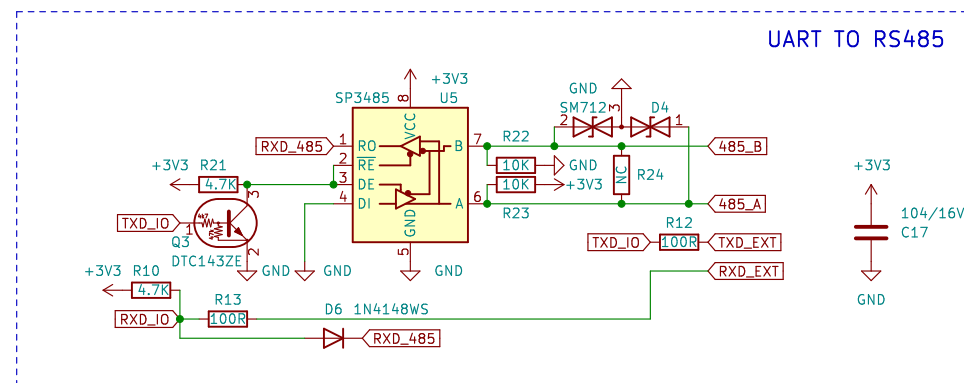 UART TO RS485
+3V3
GND
SP3485
8
U5
SM712
3
D4
VCC
2
1
RXD_485
1
RO
B
7
R22
485_B
+3V3
R21
2
RE
10K
GND
4.7K
3
DE
10K
+3V3
NC
R24
+3V3
3
4
DI
A
6
485_A
TXD_IO
1
4k7
47k
GND
R23
R12
104/16V
Q3
2
5
TXD_IO
100R
TXD_EXT
C17
DTC143ZE
GND
GND
GND
+3V3
R10
RXD_EXT
4.7K
GND
R13
D6
1N4148WS
RXD_IO
100R
RXD_485